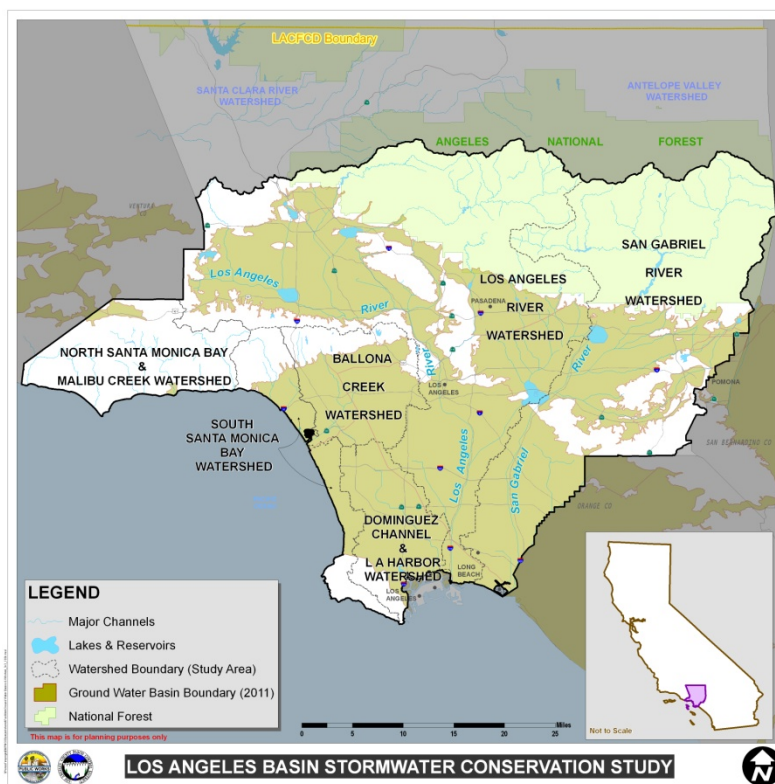 LACFCD Boundary
SANTA CLARA RIVER
WATERSHED
ANTELOPE VALLEY
WATERSHED
ANGELES NATIONAL FOREST
VENTURA
SAN GABRIEL
RIVER
WATERSHED
Los Angeles
River
LOS ANGELES
RIVER
WATERSHED
PASADENA
NORTH SANTA MONICA BAY
&
MALIBU CREEK WATERSHED
BALLONA
CREEK
WATERSHED
River
River
LOS
ANGELES
POMONA
SOUTH
SANTA MONICA
BAY
WATERSHED
SAN BERNARDINO CO
Los Angeles
San Gabriel
ORANGE CO
DOMINGUEZ
CHANNEL
&
L A HARBOR
WATERSHED
LONG
BEACH
LOS
ANGELES
LEGEND
Major Channels
Lakes & Reservoirs
Watershed Boundary (Study Area)
Ground Water Basin Boundary (2011)
National Forest
This map is for planning purposes only
0 5 10 15 20 25
Miles
Not to Scale
PUBLIC WORKS
LOS ANGELES BASIN STORMWATER CONSERVATION STUDY
N